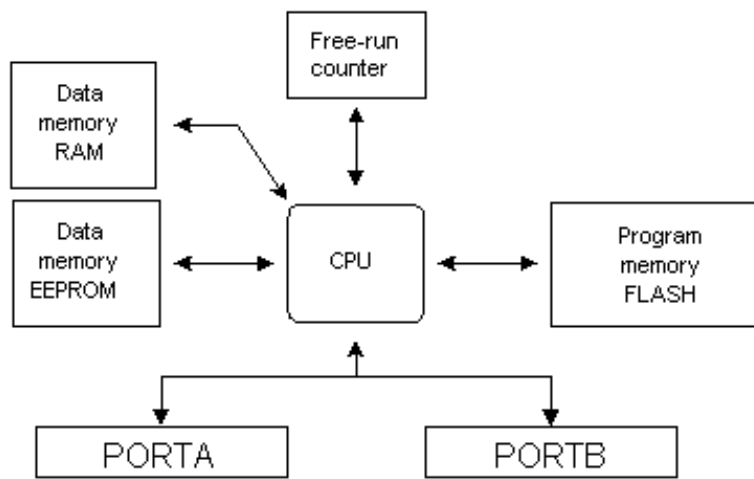 Free-run
counter
Data
memory
RAM
Data
memory
EEPROM
CPU
Program
memory
FLASH
PORTA
PORTB